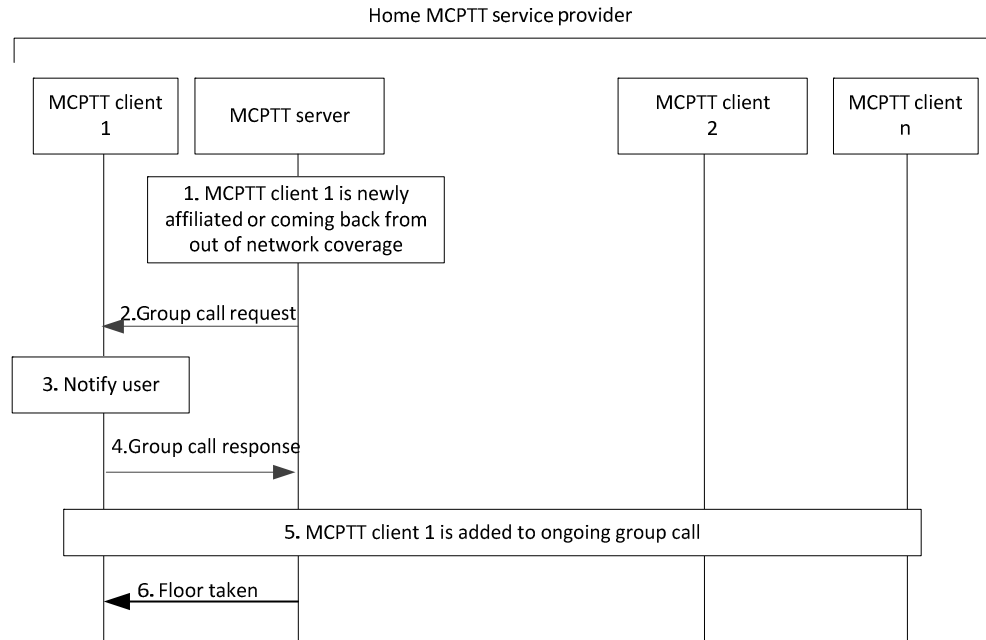 Home MCPTT service provider
MCPTT client
1
MCPTT server
MCPTT client
2
MCPTT client
n
1. MCPTT client 1 is newly
affiliated or coming back from
out of network coverage
2.Group call request
3. Notify user
4.Group call response
5. MCPTT client 1 is added to ongoing group call
6. Floor taken